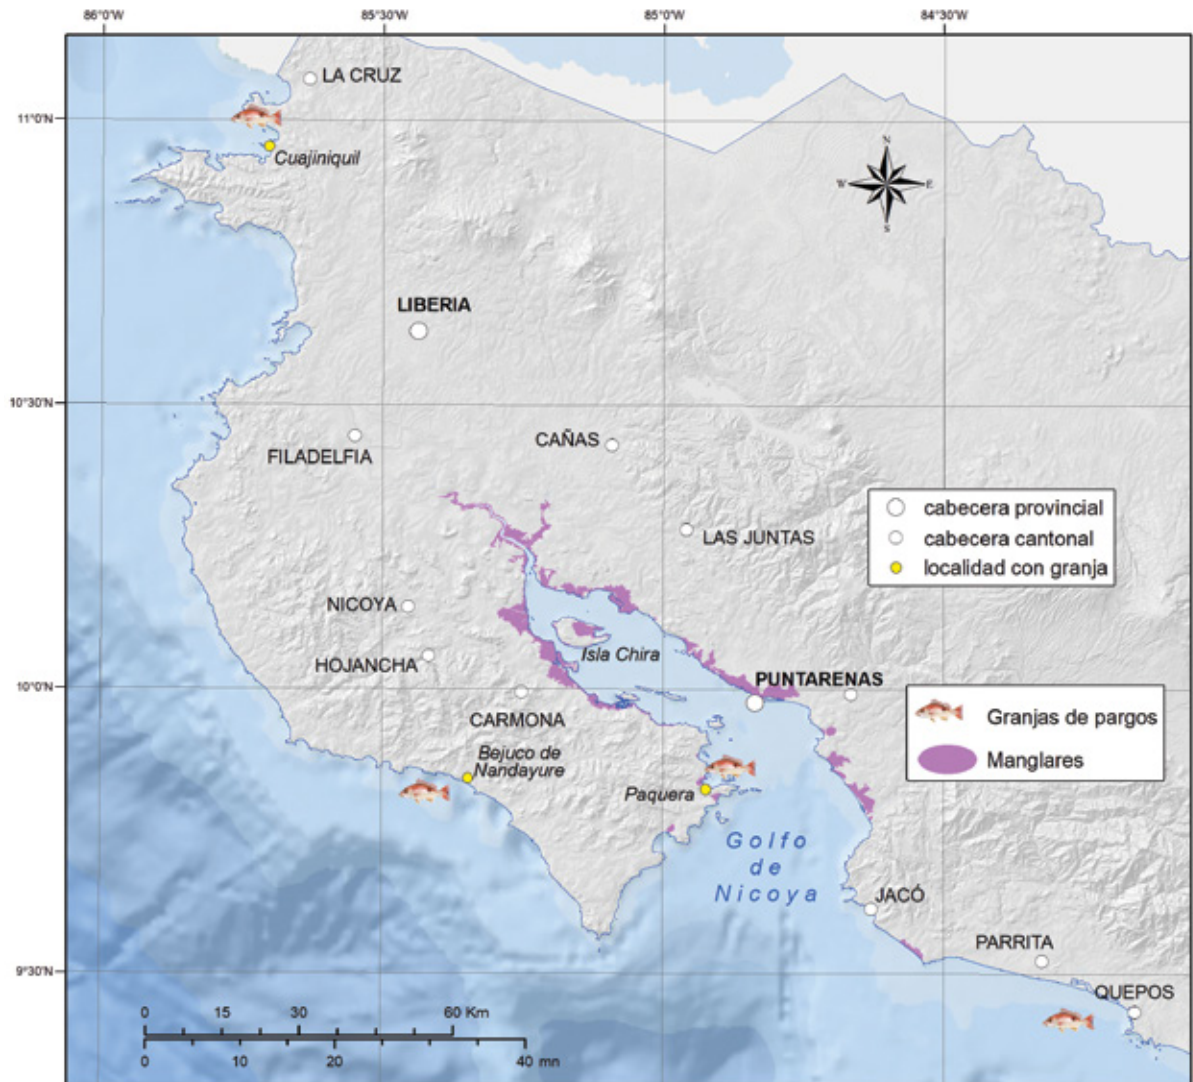 86°0'W
85°30'W
85°0'W
84°30'W
LA CRUZ
11°0'N
Cuajiniquil
N
W
E
S
LIBERIA
10°30'N
CAÑAS
FILADELFIA
cabecera provincial
cabecera cantonal
localidad con granja
LAS JUNTAS
NICOYA
Isla Chira
HOJANCHA
PUNTARENAS
10°0'N
CARMONA
Granjas de pargos
Manglares
Bejuco de
Nandayure
Paquera
Golfo
de
Nicoya
JACÓ
PARRITA
9°30'N
QUEPOS
0 15 30 60 Km
0 10 20 40 mn